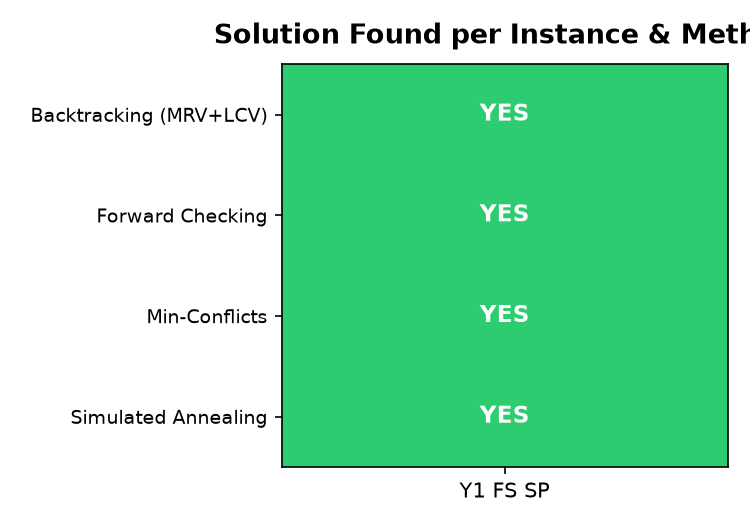 Solution Found per Instance & Meth
Backtracking (MRV+LCV)
YES
Forward Checking
YES
Min-Conflicts
YES
Simulated Annealing
YES
Y1 FS SP